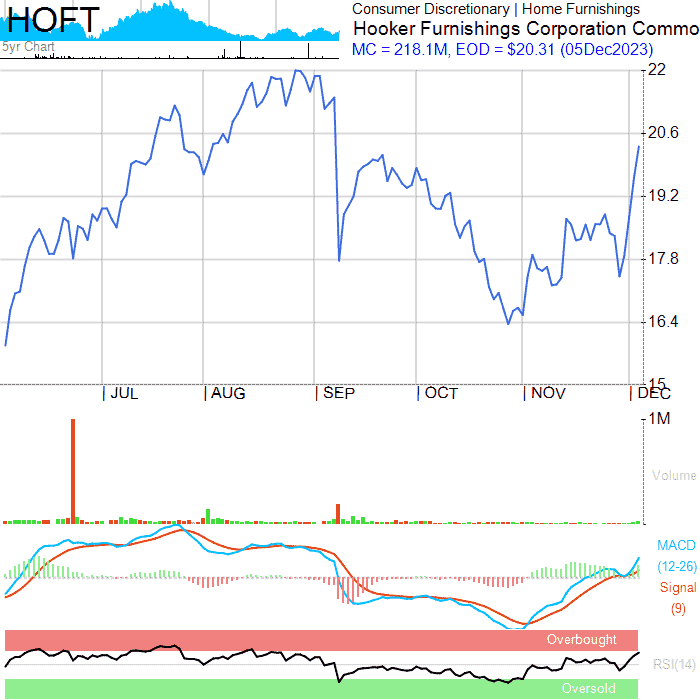 HOFT
5yr Chart
Consumer Discretionary | Home Furnishings
Hooker Furnishings Corporation Commo
MC = 218.1M, EOD = $20.31 (05Dec2023)
22
20.6
19.2
17.8
16.4
15
| JUL | AUG | SEP | OCT | NOV | DEC
1M
Volume
MACD
(12-26)
Signal
(9)
Overbought
RSI(14)
Oversold